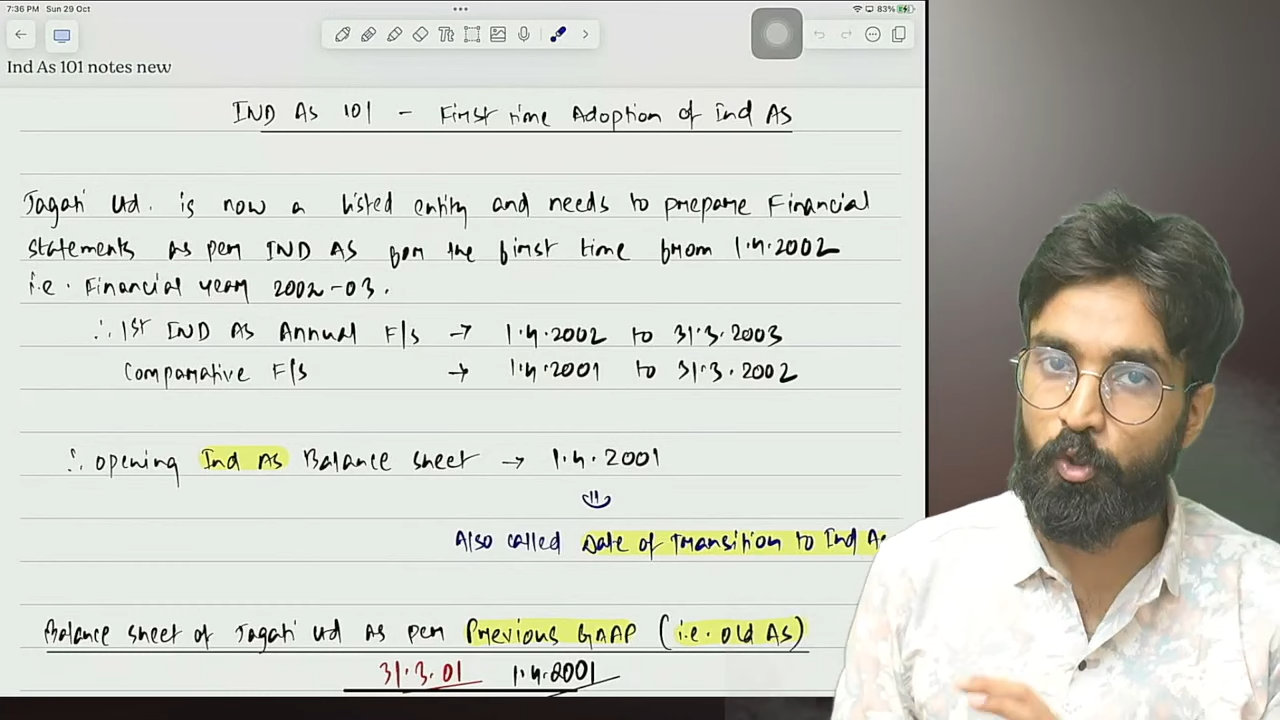 7:36 PM Sun 29 Oct
83%
Ind As 101 notes new
IND AS 101 - First time Adoption of Ind AS
Jagati Ltd. is now a listed entity and needs to prepare Financial
statements as per IND AS for the first time from 1.4.2002
i.e. Financial year 2002-03.
∴ 1st IND AS Annual F/s → 1.4.2002 to 31.3.2003
Comparative F/s → 1.4.2001 to 31.3.2002
∴ opening Ind AS Balance sheet → 1.4.2001
Also called Date of Transition to Ind As
Balance sheet of Jagati Ltd as per Previous GAAP (i.e. Old AS)
31.3.01 1.4.2001